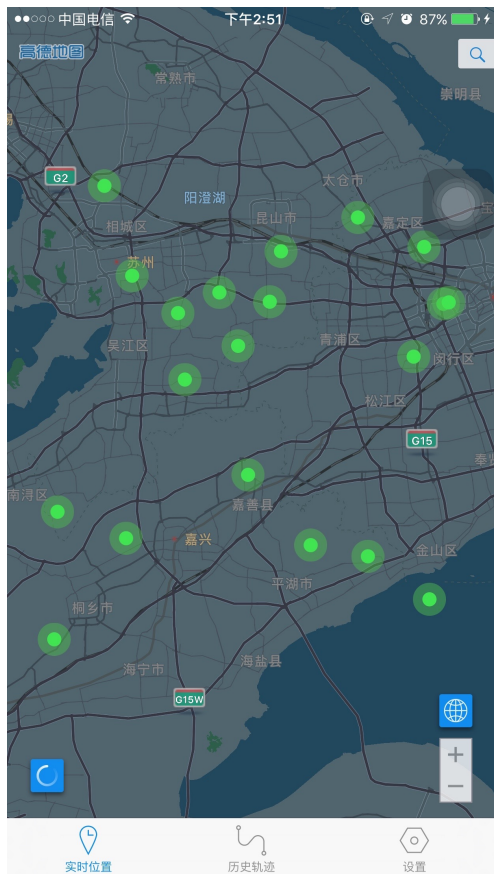 中国电信 下午2:51 87%
高德地图
常熟市
崇明县
G2
太仓市
阳澄湖
昆山市
嘉定区
相城区
苏州
吴江区
青浦区
闵行区
松江区
G15
南浔区
嘉善县
嘉兴
金山区
平湖市
桐乡市
海盐县
海宁市
G15W
实时位置 历史轨迹 设置